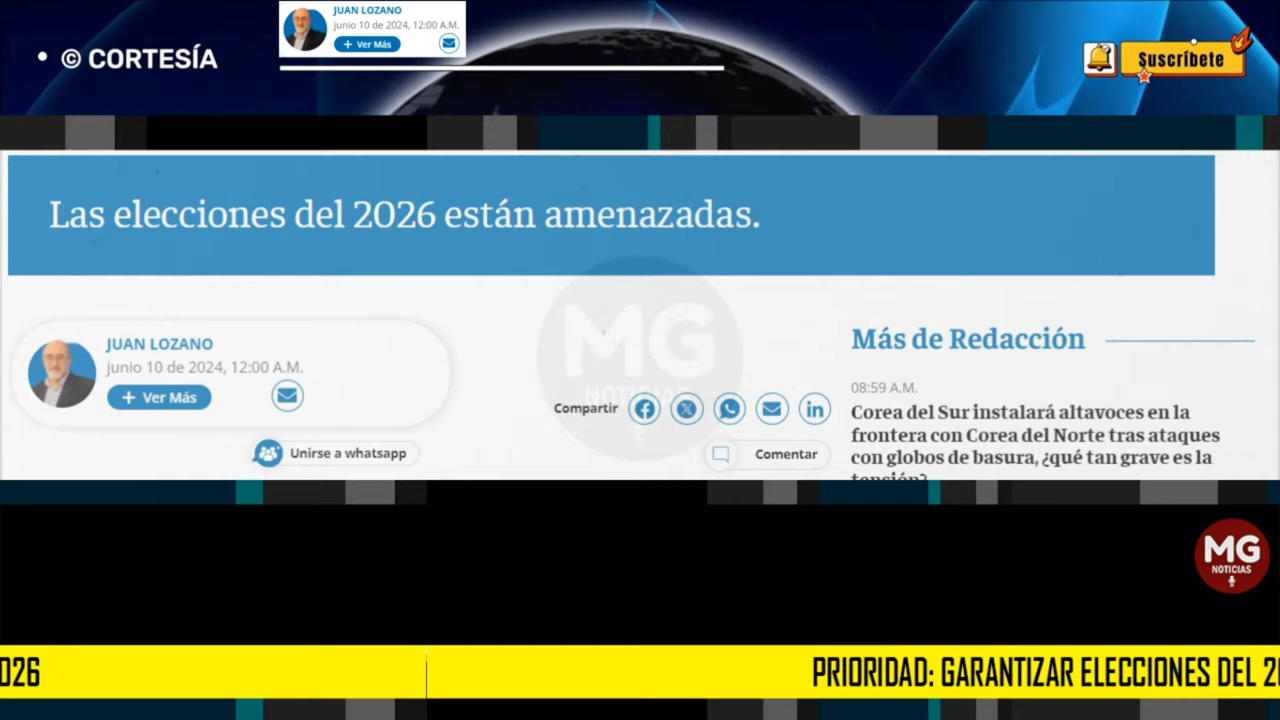 JUAN LOZANO
junio 10 de 2024, 12:00 A.M.
+ Ver Más
• © CORTESÍA
Suscríbete
Las elecciones del 2026 están amenazadas.
MG
NOTICIAS
JUAN LOZANO
junio 10 de 2024, 12:00 A.M.
+ Ver Más
Compartir
Unirse a whatsapp
Comentar
Más de Redacción
08:59 A.M.
Corea del Sur instalará altavoces en la
frontera con Corea del Norte tras ataques
con globos de basura, ¿qué tan grave es la
tensión?
MG
NOTICIAS
026
PRIORIDAD: GARANTIZAR ELECCIONES DEL 20